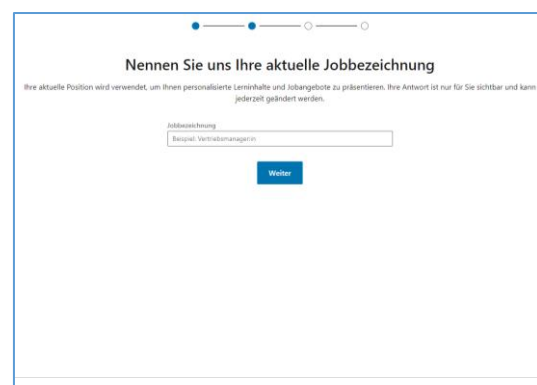 Nennen Sie uns Ihre aktuelle Jobbezeichnung
Ihre aktuelle Position wird verwendet, um Ihnen personalisierte Lerninhalte und Jobangebote zu präsentieren. Ihre Antwort ist nur für Sie sichtbar und kann
jederzeit geändert werden.
Jobbezeichnung
Beispiel: Vertriebsmanager:in
Weiter